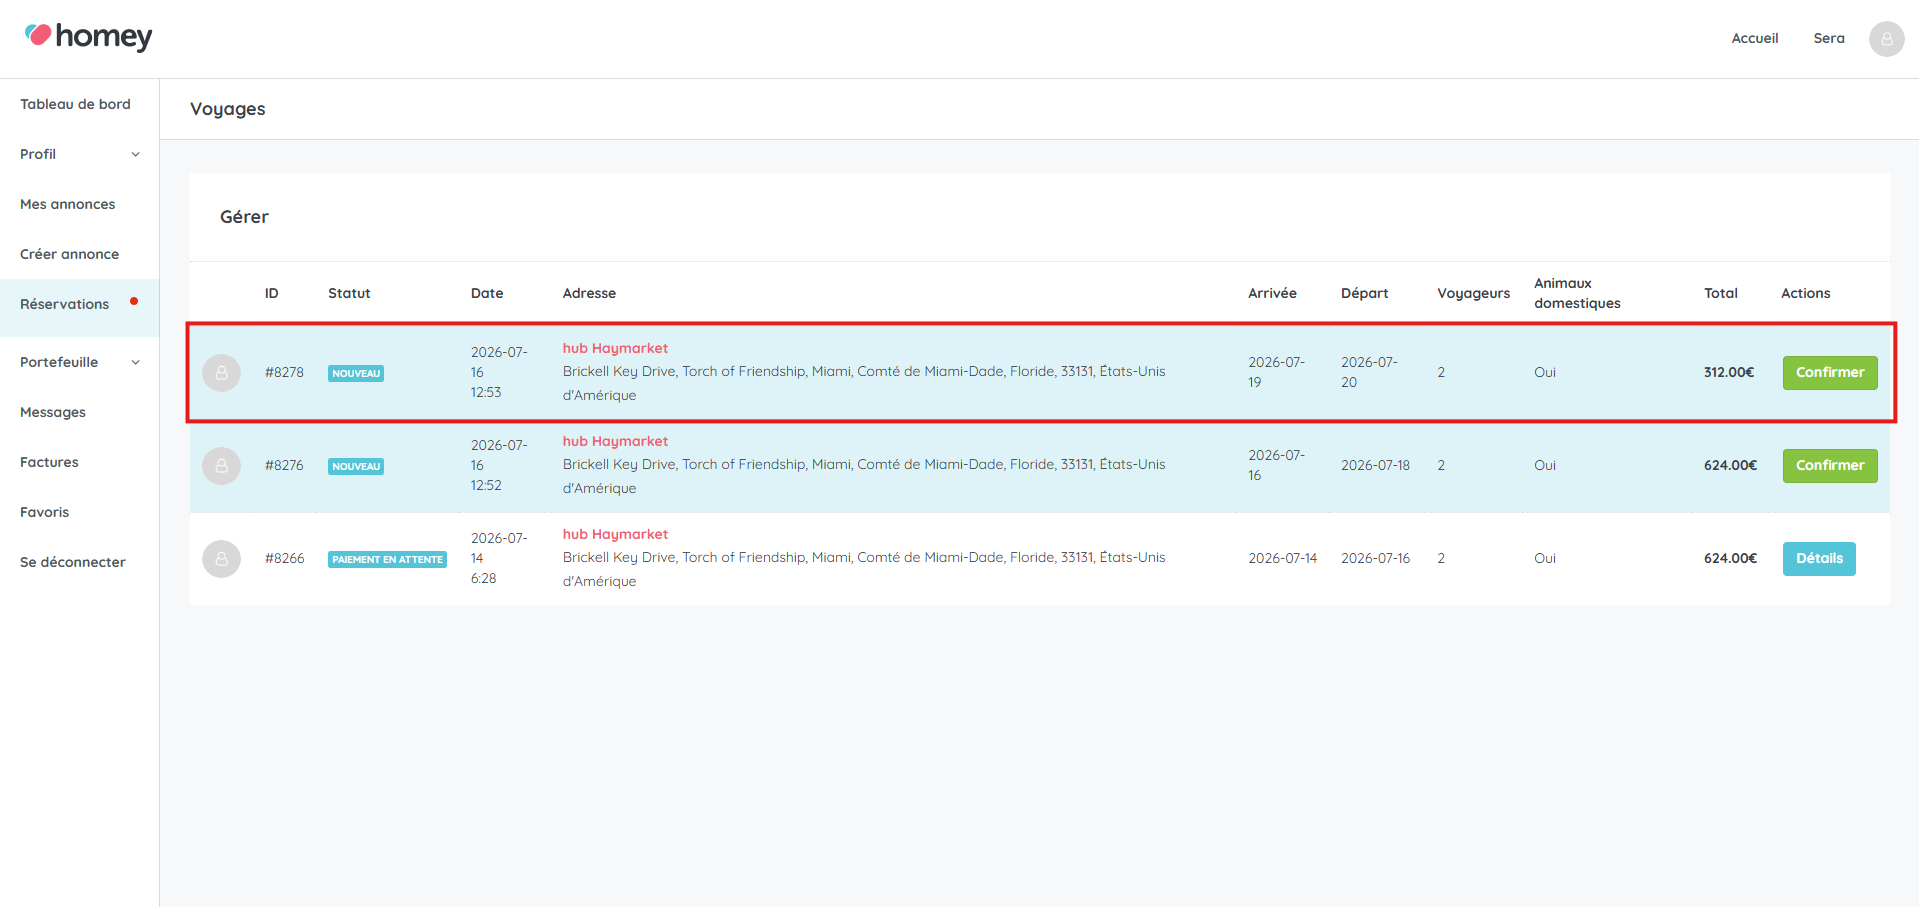 homey
Accueil
Sera
Tableau de bord
Profil
Mes annonces
Créer annonce
Réservations
Portefeuille
Messages
Factures
Favoris
Se déconnecter
Voyages
Gérer
ID
Statut
Date
Adresse
Arrivée
Départ
Voyageurs
Animaux
domestiques
Total
Actions
#8278
NOUVEAU
2026-07-
16
12:53
hub Haymarket
Brickell Key Drive, Torch of Friendship, Miami, Comté de Miami-Dade, Floride, 33131, États-Unis
d'Amérique
2026-07-
19
2026-07-
20
2
Oui
312.00€
Confirmer
#8276
NOUVEAU
2026-07-
16
12:52
hub Haymarket
Brickell Key Drive, Torch of Friendship, Miami, Comté de Miami-Dade, Floride, 33131, États-Unis
d'Amérique
2026-07-
16
2026-07-18
2
Oui
624.00€
Confirmer
#8266
PAIEMENT EN ATTENTE
2026-07-
14
6:28
hub Haymarket
Brickell Key Drive, Torch of Friendship, Miami, Comté de Miami-Dade, Floride, 33131, États-Unis
d'Amérique
2026-07-14
2026-07-16
2
Oui
624.00€
Détails